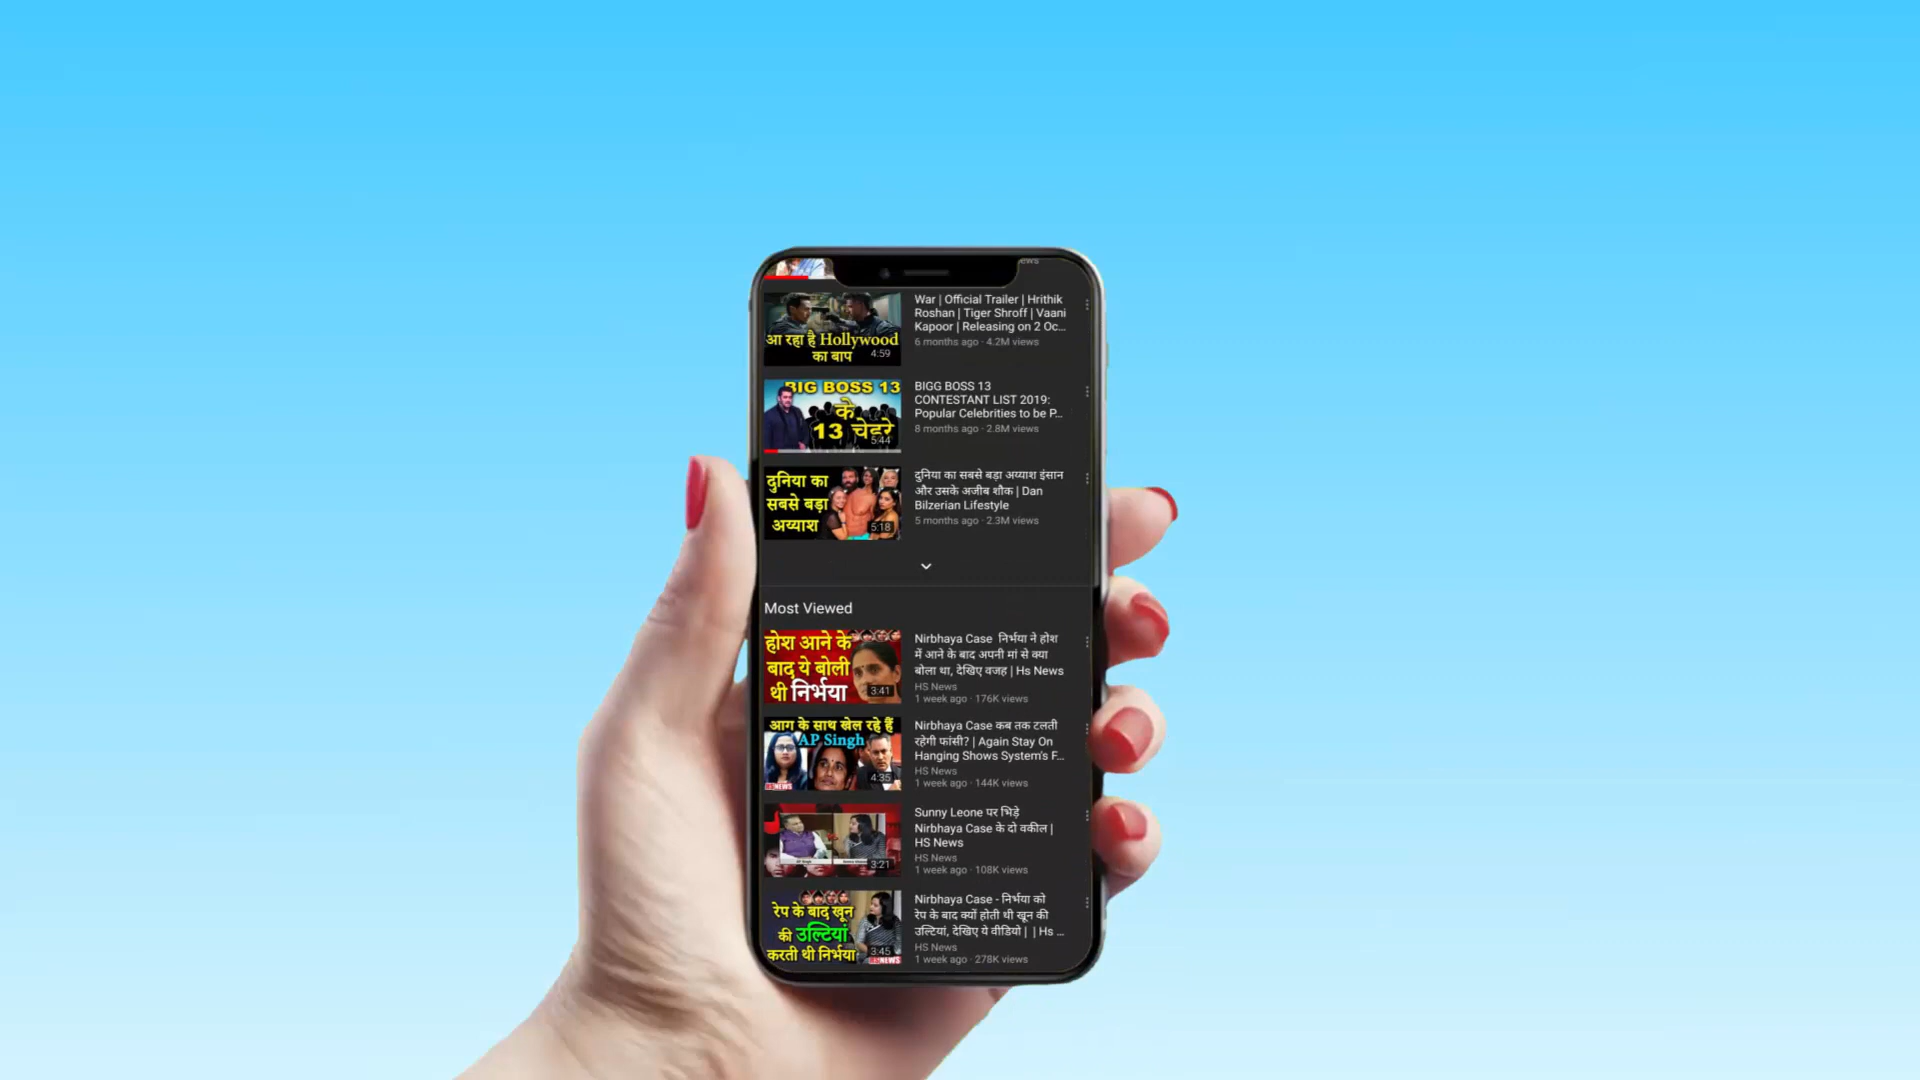 ews
War | Official Trailer | Hrithik
Roshan | Tiger Shroff | Vaani
Kapoor | Releasing on 2 Oc...
6 months ago · 4.2M views
आ रहा है Hollywood
का बाप
4:59
BIG BOSS 13
के
13 चेहरे
5:44
BIGG BOSS 13
CONTESTANT LIST 2019:
Popular Celebrities to be P...
8 months ago · 2.8M views
दुनिया का
सबसे बड़ा
अय्याश
5:18
दुनिया का सबसे बड़ा अय्याश इंसान
और उसके अजीब शौक | Dan
Bilzerian Lifestyle
5 months ago · 2.3M views
Most Viewed
होश आने के
बाद ये बोली
थी निर्भया
3:41
Nirbhaya Case निर्भया ने होश
में आने के बाद अपनी मां से क्या
बोला था, देखिए वजह | Hs News
HS News
1 week ago · 176K views
आग के साथ खेल रहे हैं
AP Singh
4:35
HS NEWS
Nirbhaya Case कब तक टलती
रहेगी फांसी? | Again Stay On
Hanging Shows System's F...
HS News
1 week ago · 144K views
3:21
Sunny Leone पर भिड़े
Nirbhaya Case के दो वकील |
HS News
HS News
1 week ago · 108K views
रेप के बाद खून
की उल्टियां
करती थी निर्भया
3:45
HS NEWS
Nirbhaya Case - निर्भया को
रेप के बाद क्यों होती थी खून की
उल्टियां, देखिए ये वीडियो | | Hs ...
HS News
1 week ago · 278K views